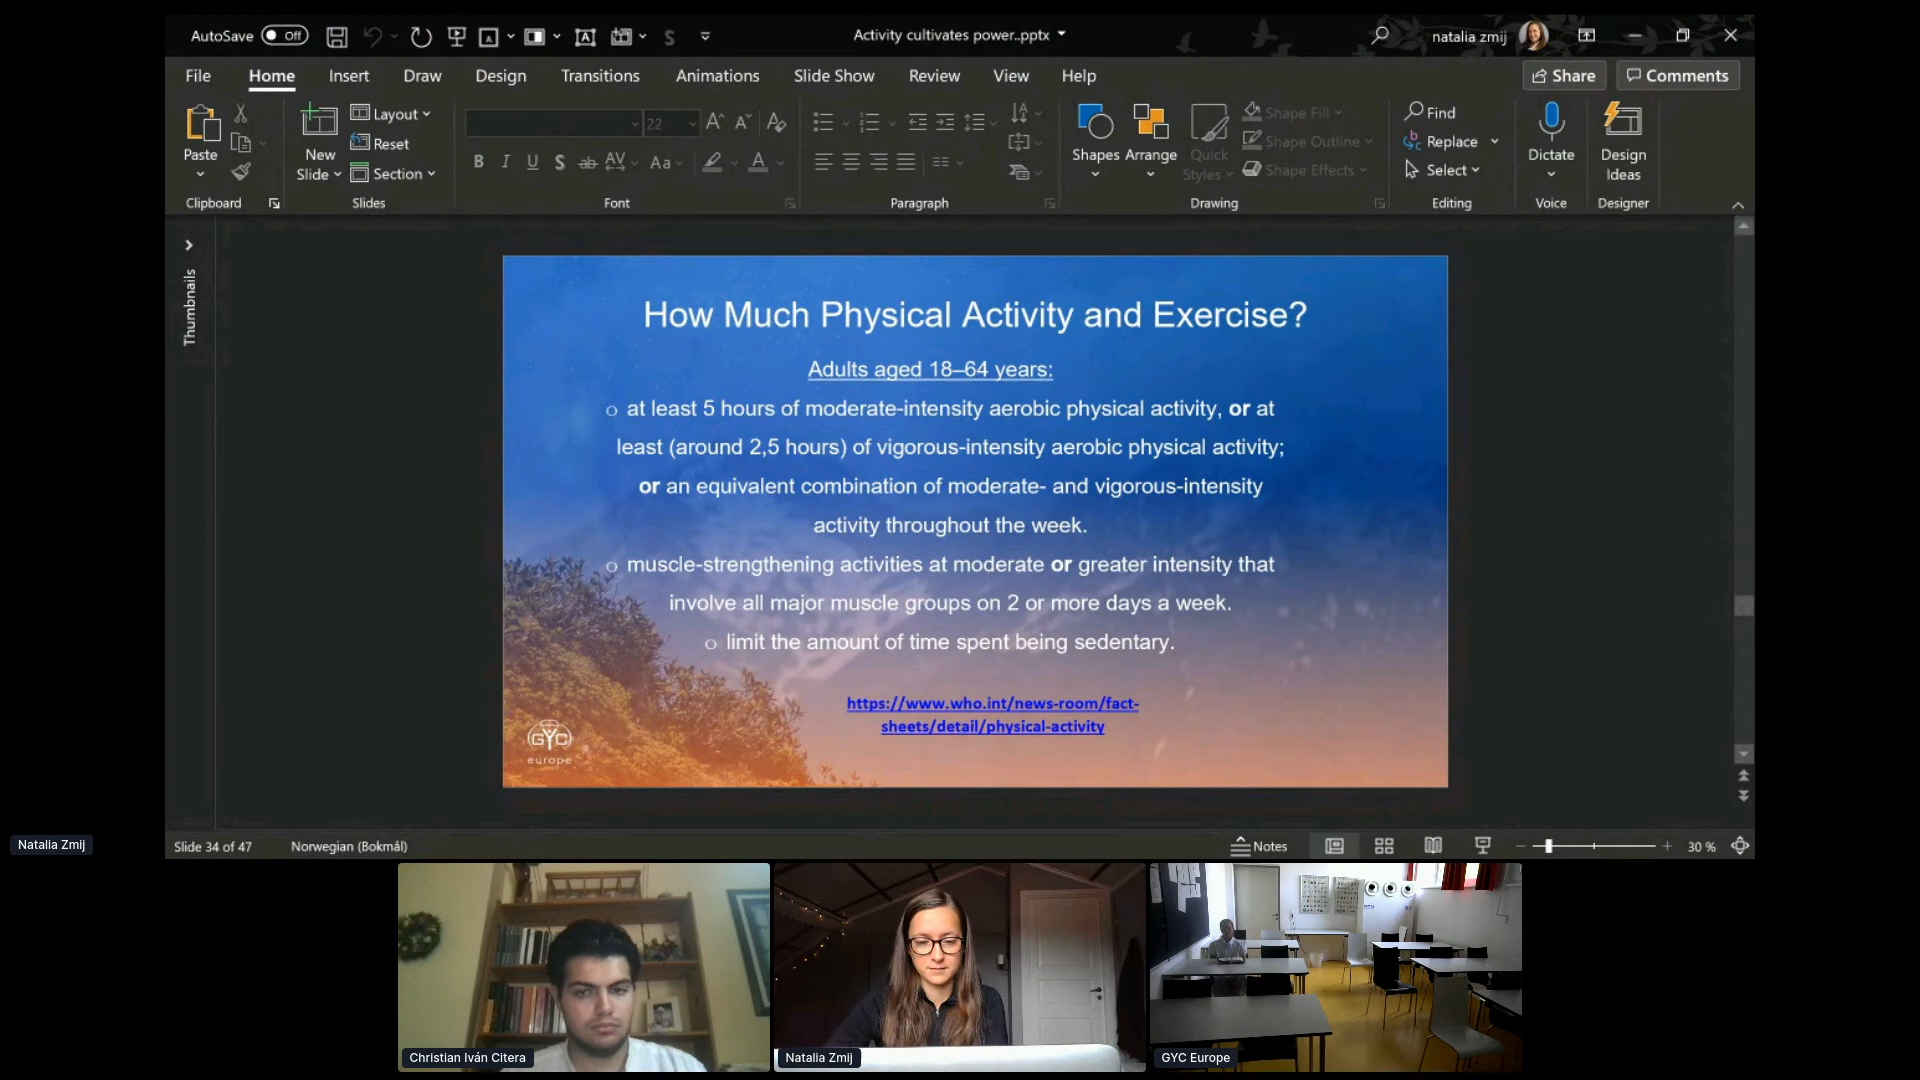 AutoSave Off
Activity cultivates power..pptx
natalia zmij
File Home Insert Draw Design Transitions Animations Slide Show Review View Help
Share Comments
Paste
New
Slide
Layout
Reset
Section
22
B I U S ab AV Aa A
Shapes Arrange Quick
Styles
Shape Fill
Shape Outline
Shape Effects
Find
Replace
Select
Dictate
Design
Ideas
Clipboard Slides Font Paragraph Drawing Editing Voice Designer
Thumbnails
How Much Physical Activity and Exercise?
Adults aged 18–64 years:
o at least 5 hours of moderate-intensity aerobic physical activity, or at
least (around 2,5 hours) of vigorous-intensity aerobic physical activity;
or an equivalent combination of moderate- and vigorous-intensity
activity throughout the week.
o muscle-strengthening activities at moderate or greater intensity that
involve all major muscle groups on 2 or more days a week.
o limit the amount of time spent being sedentary.
https://www.who.int/news-room/fact-
sheets/detail/physical-activity
GYC
europe
Natalia Zmij
Slide 34 of 47 Norwegian (Bokmål) Notes 30 %
Christian Iván Citera
Natalia Zmij
GYC Europe